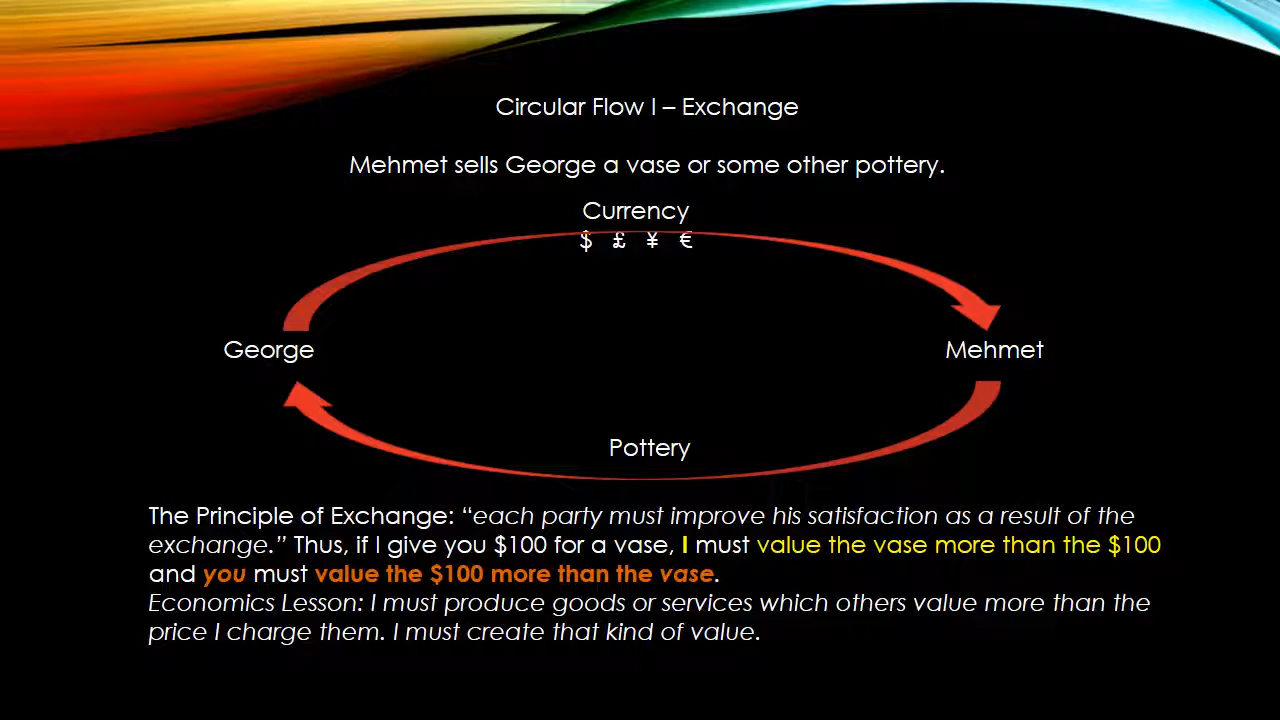 Circular Flow I – Exchange
Mehmet sells George a vase or some other pottery.
Currency
$ £ ¥ €
George
Mehmet
Pottery
The Principle of Exchange: “each party must improve his satisfaction as a result of the
exchange.” Thus, if I give you $100 for a vase, I must value the vase more than the $100
and you must value the $100 more than the vase.
Economics Lesson: I must produce goods or services which others value more than the
price I charge them. I must create that kind of value.